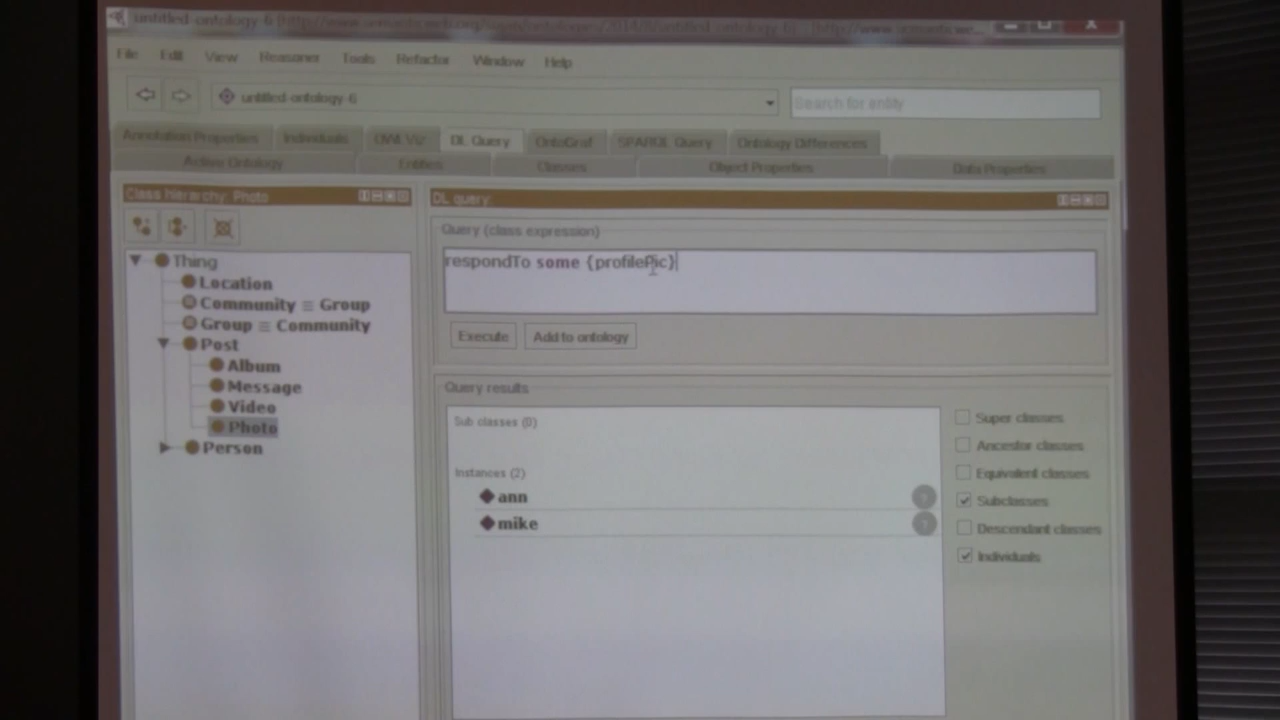 untitled-ontology-6
File Edit View Reasoner Tools Refactor Window Help
untitled-ontology-6
Search for entity
Annotation Properties Individuals OWLViz DL Query OntoGraf SPARQL Query Ontology Differences
Active Ontology Entities Classes Object Properties Data Properties
Class hierarchy: Photo
DL query:
Query (class expression)
Thing
respondTo some {profilePic}
Location
Community ≡ Group
Group ≡ Community
Post
Execute Add to ontology
Album
Message
Query results
Video
Sub classes (0)
Super classes
Photo
Person
Ancestor classes
Instances (2)
Equivalent classes
ann
Subclasses
mike
Descendant classes
Individuals